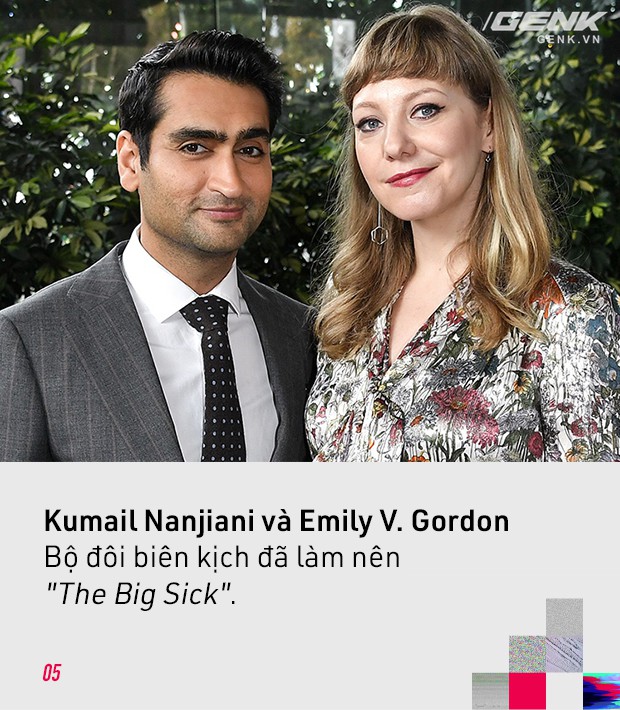 GENK
GENK.VN
Kumail Nanjiani và Emily V. Gordon
Bộ đôi biên kịch đã làm nên
"The Big Sick".
05